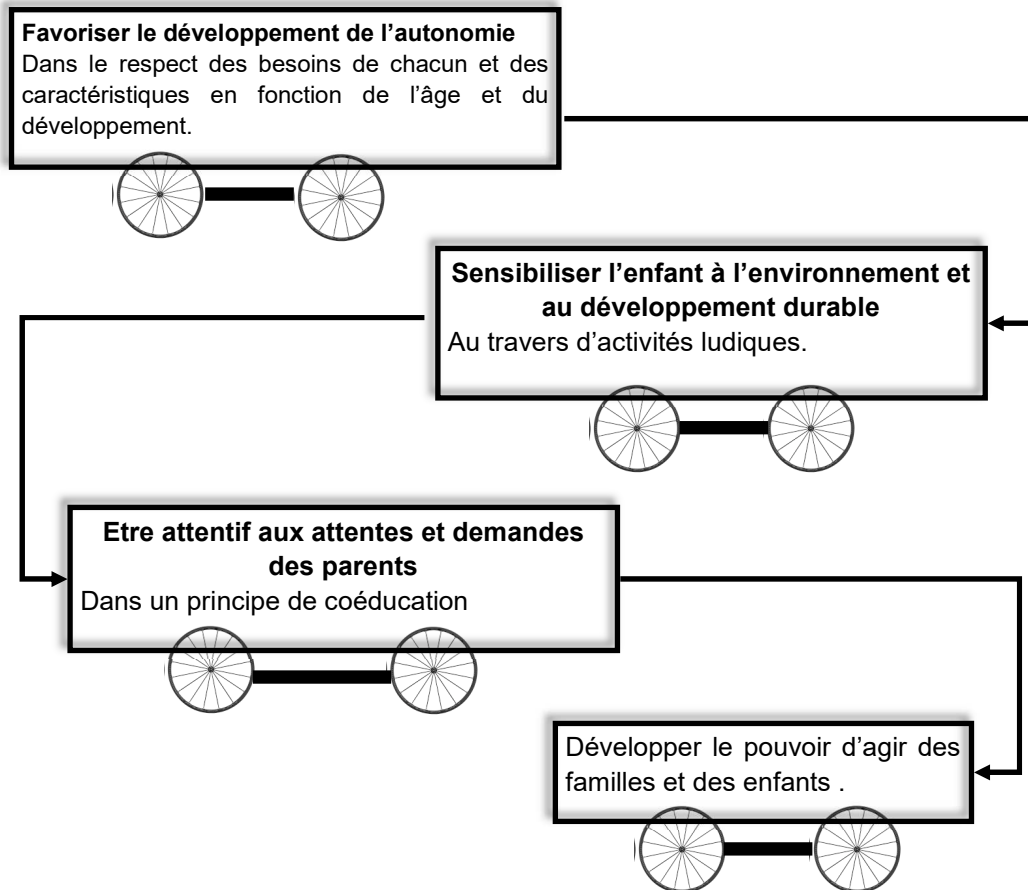 Favoriser le développement de l’autonomie
Dans le respect des besoins de chacun et des
caractéristiques en fonction de l’âge et du
développement.
Sensibiliser l’enfant à l’environnement et
au développement durable
Au travers d’activités ludiques.
Etre attentif aux attentes et demandes
des parents
Dans un principe de coéducation
Développer le pouvoir d’agir des
familles et des enfants .